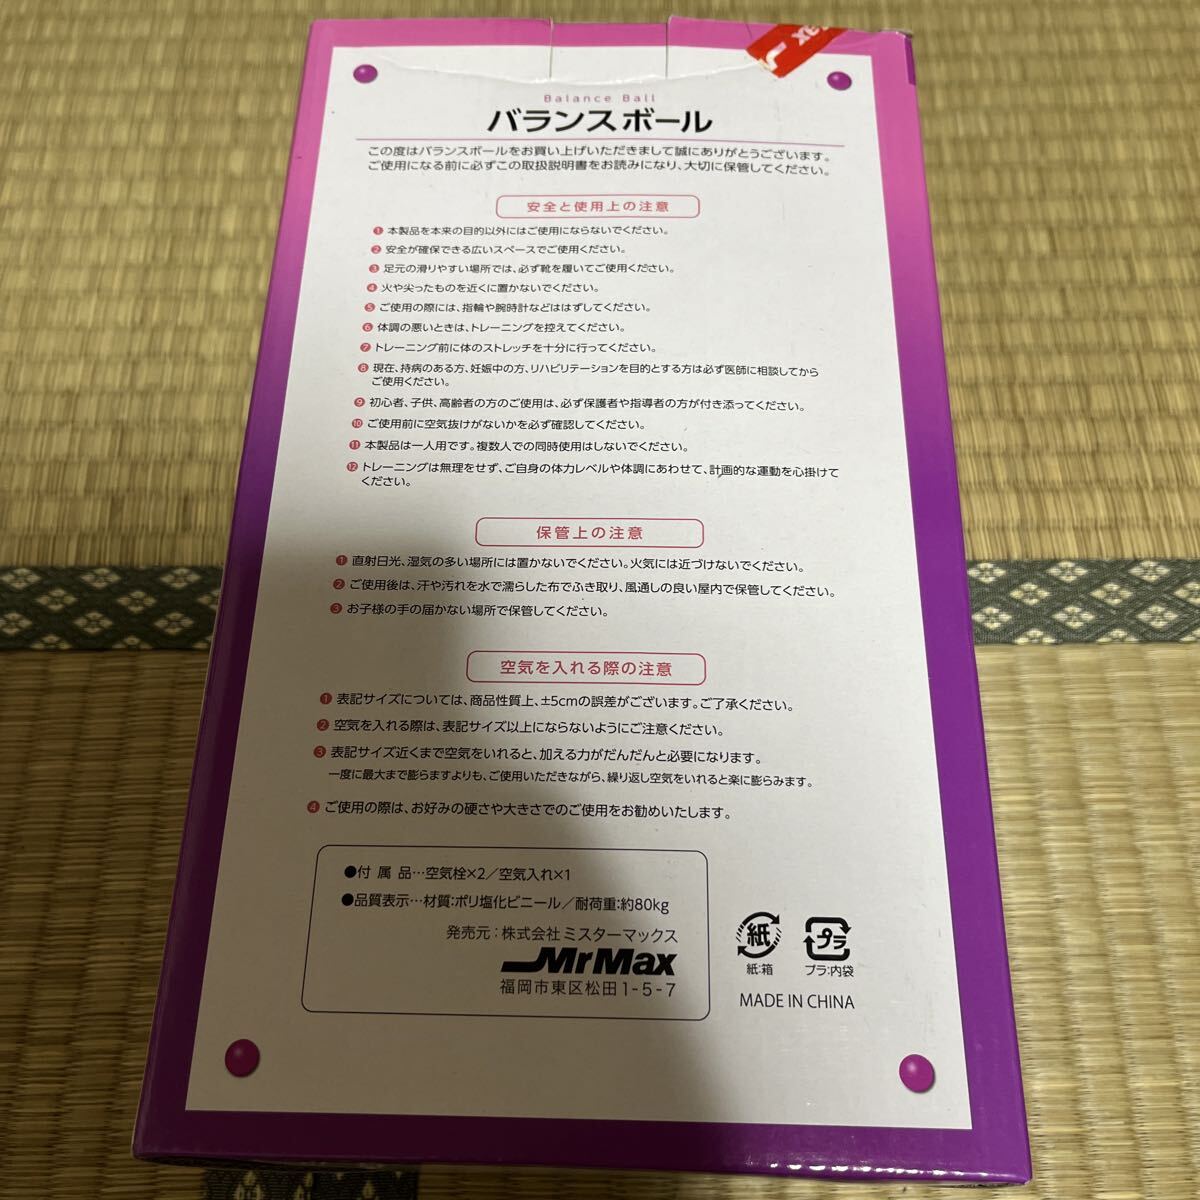 Balance Ball
バランスボール
この度はバランスボールをお買い上げいただきまして誠にありがとうございます。
ご使用になる前に必ずこの取扱説明書をお読みになり、大切に保管してください。
安全と使用上の注意
❶ 本製品を本来の目的以外にはご使用にならないでください。
❷ 安全が確保できる広いスペースでご使用ください。
❸ 足元の滑りやすい場所では、必ず靴を履いてご使用ください。
❹ 火や尖ったものを近くに置かないでください。
❺ ご使用の際には、指輪や腕時計などははずしてください。
❻ 体調の悪いときは、トレーニングを控えてください。
❼ トレーニング前に体のストレッチを十分に行ってください。
❽ 現在、持病のある方、妊娠中の方、リハビリテーションを目的とする方は必ず医師に相談してから
ご使用ください。
❾ 初心者、子供、高齢者の方のご使用は、必ず保護者や指導者の方が付き添ってください。
❿ ご使用前に空気抜けがないかを必ず確認してください。
⓫ 本製品は一人用です。複数人での同時使用はしないでください。
⓬ トレーニングは無理をせず、ご自身の体力レベルや体調にあわせて、計画的な運動を心掛けて
ください。
保管上の注意
❶ 直射日光、湿気の多い場所には置かないでください。火気には近づけないでください。
❷ ご使用後は、汗や汚れを水で濡らした布でふき取り、風通しの良い屋内で保管してください。
❸ お子様の手の届かない場所で保管してください。
空気を入れる際の注意
❶ 表記サイズについては、商品性質上、±5cmの誤差がございます。ご了承ください。
❷ 空気を入れる際は、表記サイズ以上にならないようにご注意ください。
❸ 表記サイズ近くまで空気をいれると、加える力がだんだんと必要になります。
一度に最大まで膨らますよりも、ご使用いただきながら、繰り返し空気をいれると楽に膨らみます。
❹ ご使用の際は、お好みの硬さや大きさでのご使用をお勧めいたします。
●付 属 品…空気栓×2／空気入れ×1
●品質表示…材質:ポリ塩化ビニール／耐荷重:約80kg
発売元：株式会社ミスターマックス
MrMax
福岡市東区松田1-5-7
紙
紙:箱
プラ
プラ:内袋
MADE IN CHINA